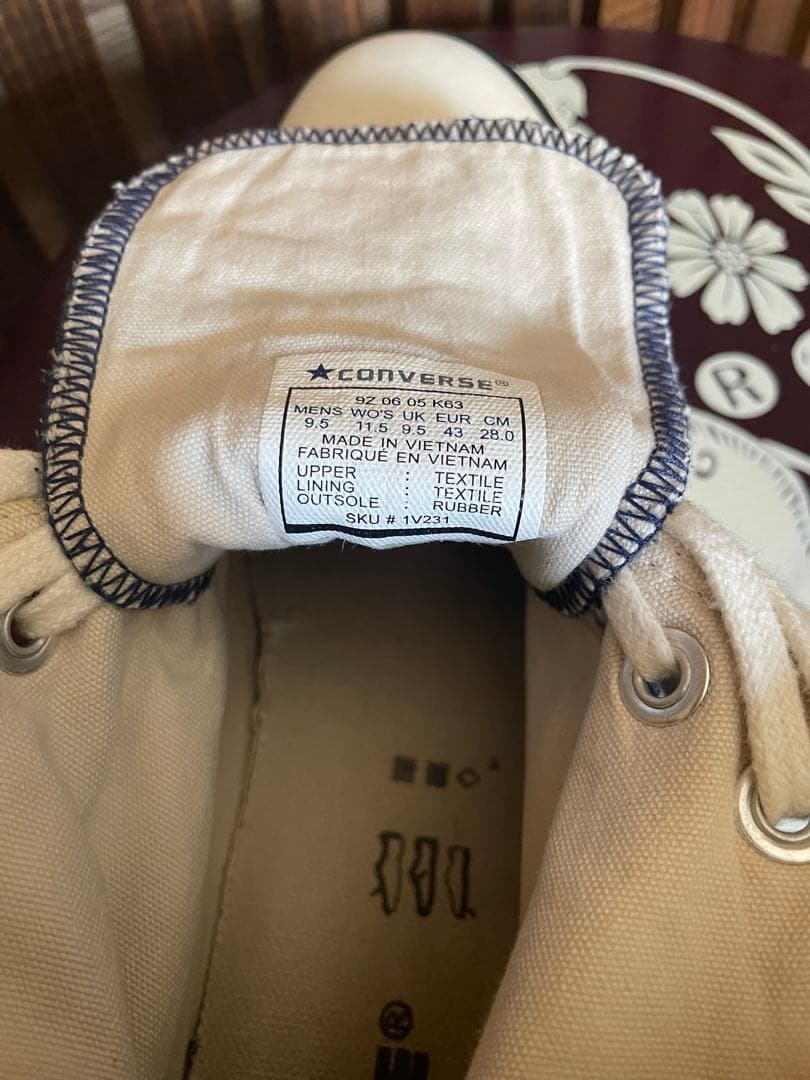 ★CONVERSE®
9Z 06 05 K63
MENS WO'S UK EUR CM
9.5 11.5 9.5 43 28.0
MADE IN VIETNAM
FABRIQUÉ EN VIETNAM
UPPER : TEXTILE
LINING : TEXTILE
OUTSOLE : RUBBER
SKU # 1V231
®
®